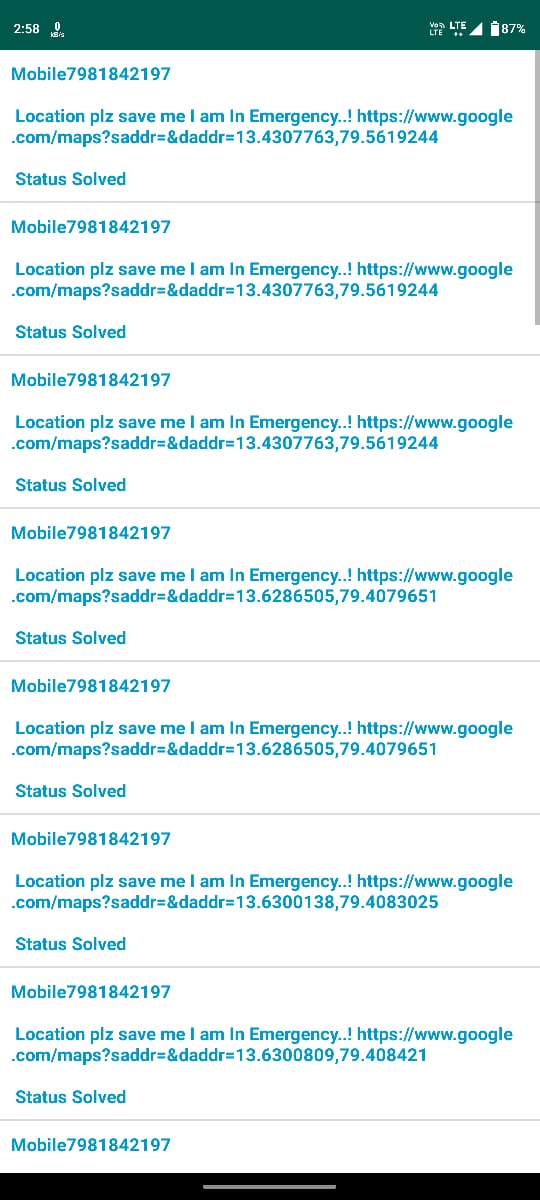 2:58 0 KB/s Vo LTE LTE 87%
Mobile7981842197
Location plz save me I am In Emergency..! https://www.google
.com/maps?saddr=&daddr=13.4307763,79.5619244
Status Solved
Mobile7981842197
Location plz save me I am In Emergency..! https://www.google
.com/maps?saddr=&daddr=13.4307763,79.5619244
Status Solved
Mobile7981842197
Location plz save me I am In Emergency..! https://www.google
.com/maps?saddr=&daddr=13.4307763,79.5619244
Status Solved
Mobile7981842197
Location plz save me I am In Emergency..! https://www.google
.com/maps?saddr=&daddr=13.6286505,79.4079651
Status Solved
Mobile7981842197
Location plz save me I am In Emergency..! https://www.google
.com/maps?saddr=&daddr=13.6286505,79.4079651
Status Solved
Mobile7981842197
Location plz save me I am In Emergency..! https://www.google
.com/maps?saddr=&daddr=13.6300138,79.4083025
Status Solved
Mobile7981842197
Location plz save me I am In Emergency..! https://www.google
.com/maps?saddr=&daddr=13.6300809,79.408421
Status Solved
Mobile7981842197